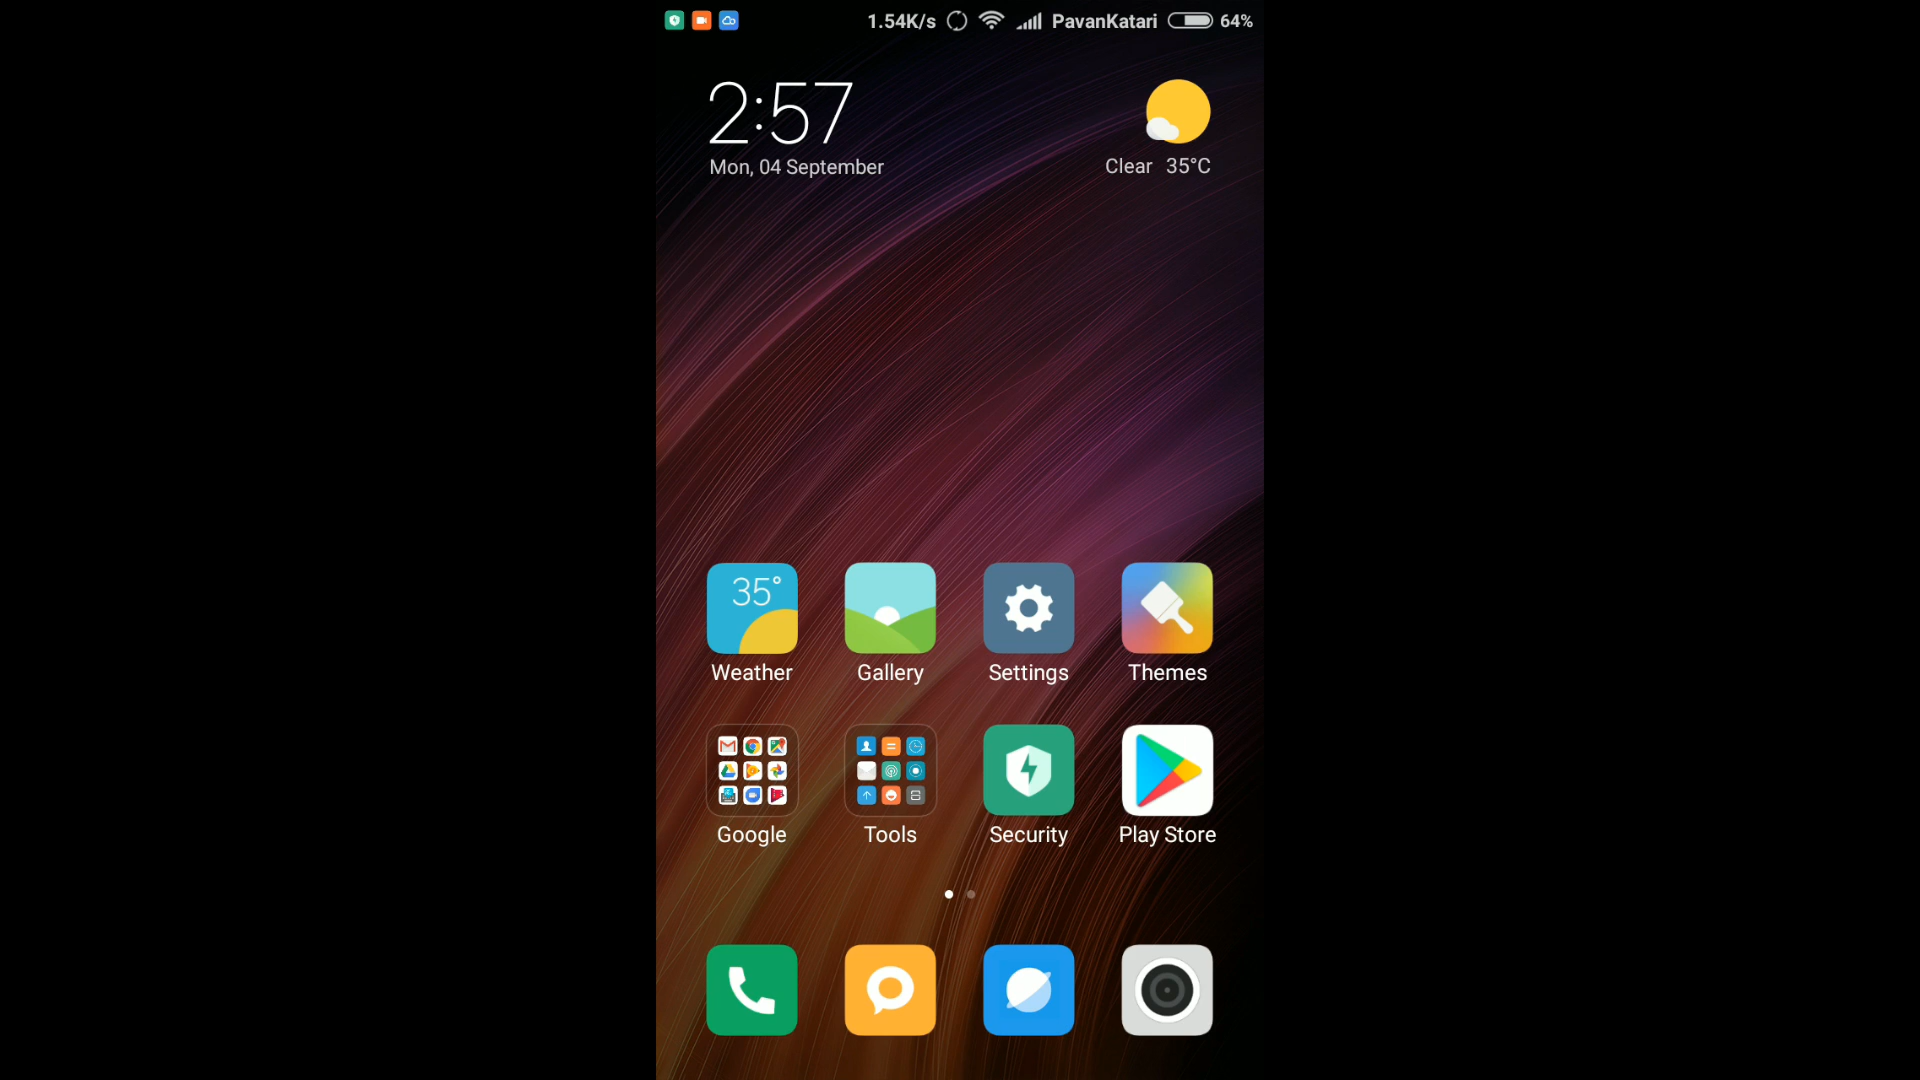 1.54K/s PavanKatari 64%
2:57
Mon, 04 September
Clear 35°C
35°
Weather Gallery Settings Themes
Google Tools Security Play Store